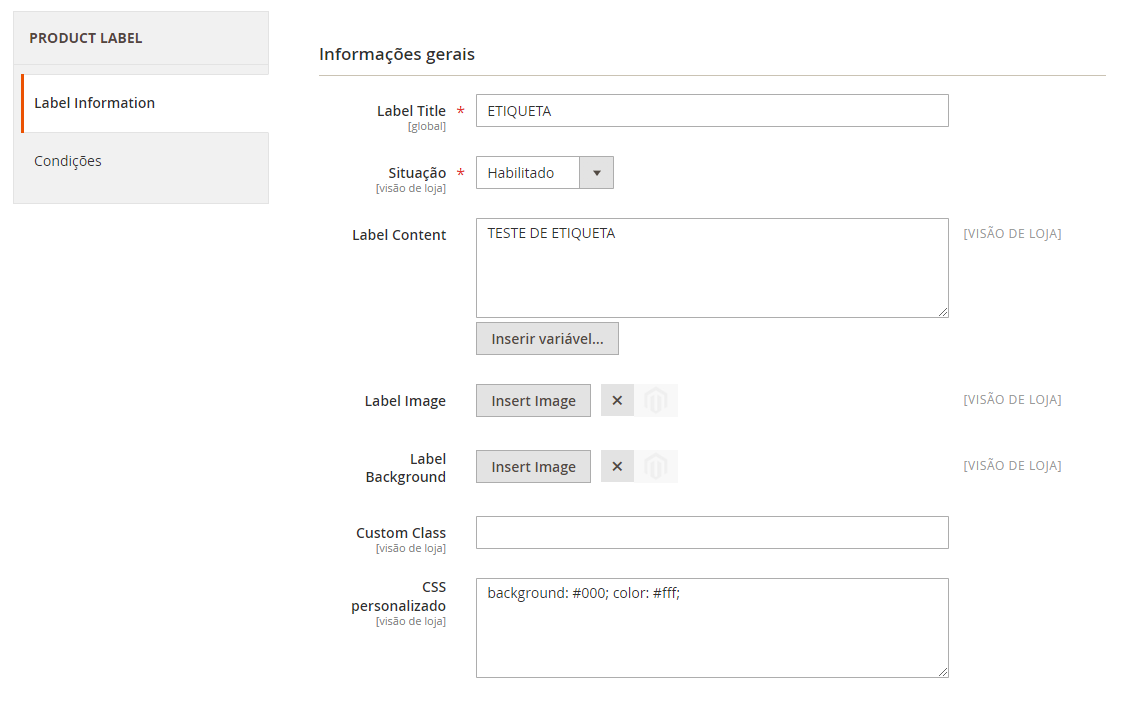 PRODUCT LABEL
Label Information
Condições
Informações gerais
Label Title *
[global]
ETIQUETA
Situação *
[visão de loja]
Habilitado
Label Content
TESTE DE ETIQUETA
[VISÃO DE LOJA]
Inserir variável...
Label Image
Insert Image
[VISÃO DE LOJA]
Label
Background
Insert Image
[VISÃO DE LOJA]
Custom Class
[visão de loja]
CSS
personalizado
[visão de loja]
background: #000; color: #fff;